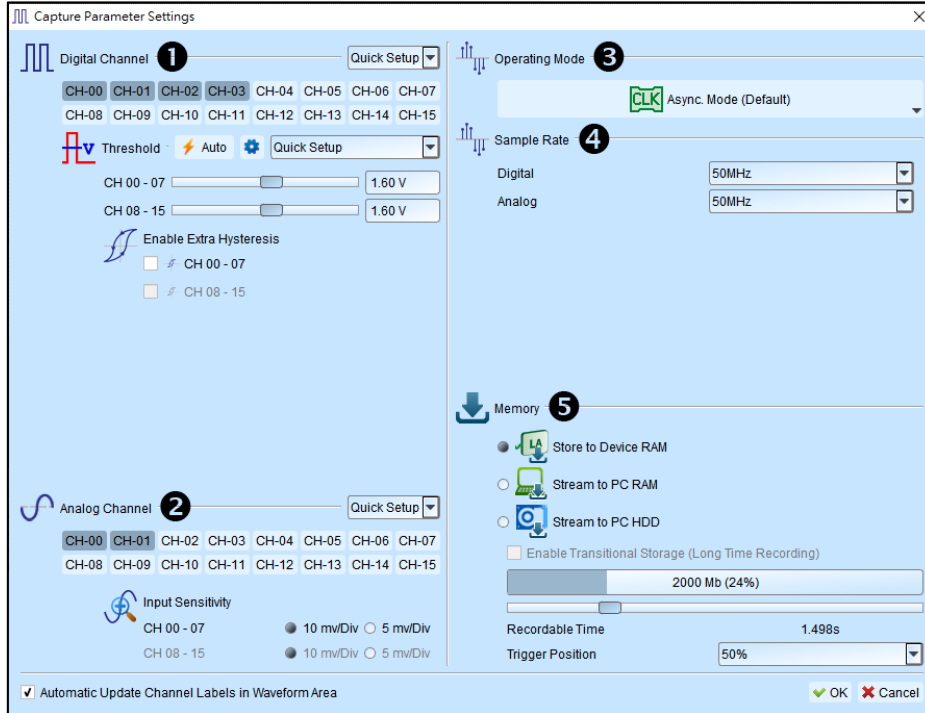 Capture Parameter Settings
Digital Channel 1 Quick Setup
CH-00 CH-01 CH-02 CH-03 CH-04 CH-05 CH-06 CH-07
CH-08 CH-09 CH-10 CH-11 CH-12 CH-13 CH-14 CH-15
V Threshold Auto Quick Setup
CH 00 - 07 1.60 V
CH 08 - 15 1.60 V
Enable Extra Hysteresis
CH 00 - 07
CH 08 - 15
Analog Channel 2 Quick Setup
CH-00 CH-01 CH-02 CH-03 CH-04 CH-05 CH-06 CH-07
CH-08 CH-09 CH-10 CH-11 CH-12 CH-13 CH-14 CH-15
Input Sensitivity
CH 00 - 07 10 mv/Div 5 mv/Div
CH 08 - 15 10 mv/Div 5 mv/Div
Operating Mode 3
CLK Async. Mode (Default)
Sample Rate 4
Digital 50MHz
Analog 50MHz
Memory 5
LA Store to Device RAM
Stream to PC RAM
Stream to PC HDD
Enable Transitional Storage (Long Time Recording)
2000 Mb (24%)
Recordable Time 1.498s
Trigger Position 50%
Automatic Update Channel Labels in Waveform Area
OK Cancel